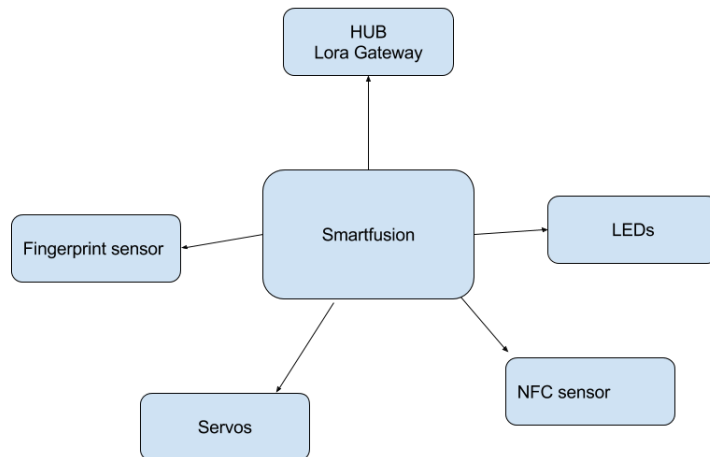 HUB
Lora Gateway
Smartfusion
LEDs
Fingerprint sensor
NFC sensor
Servos